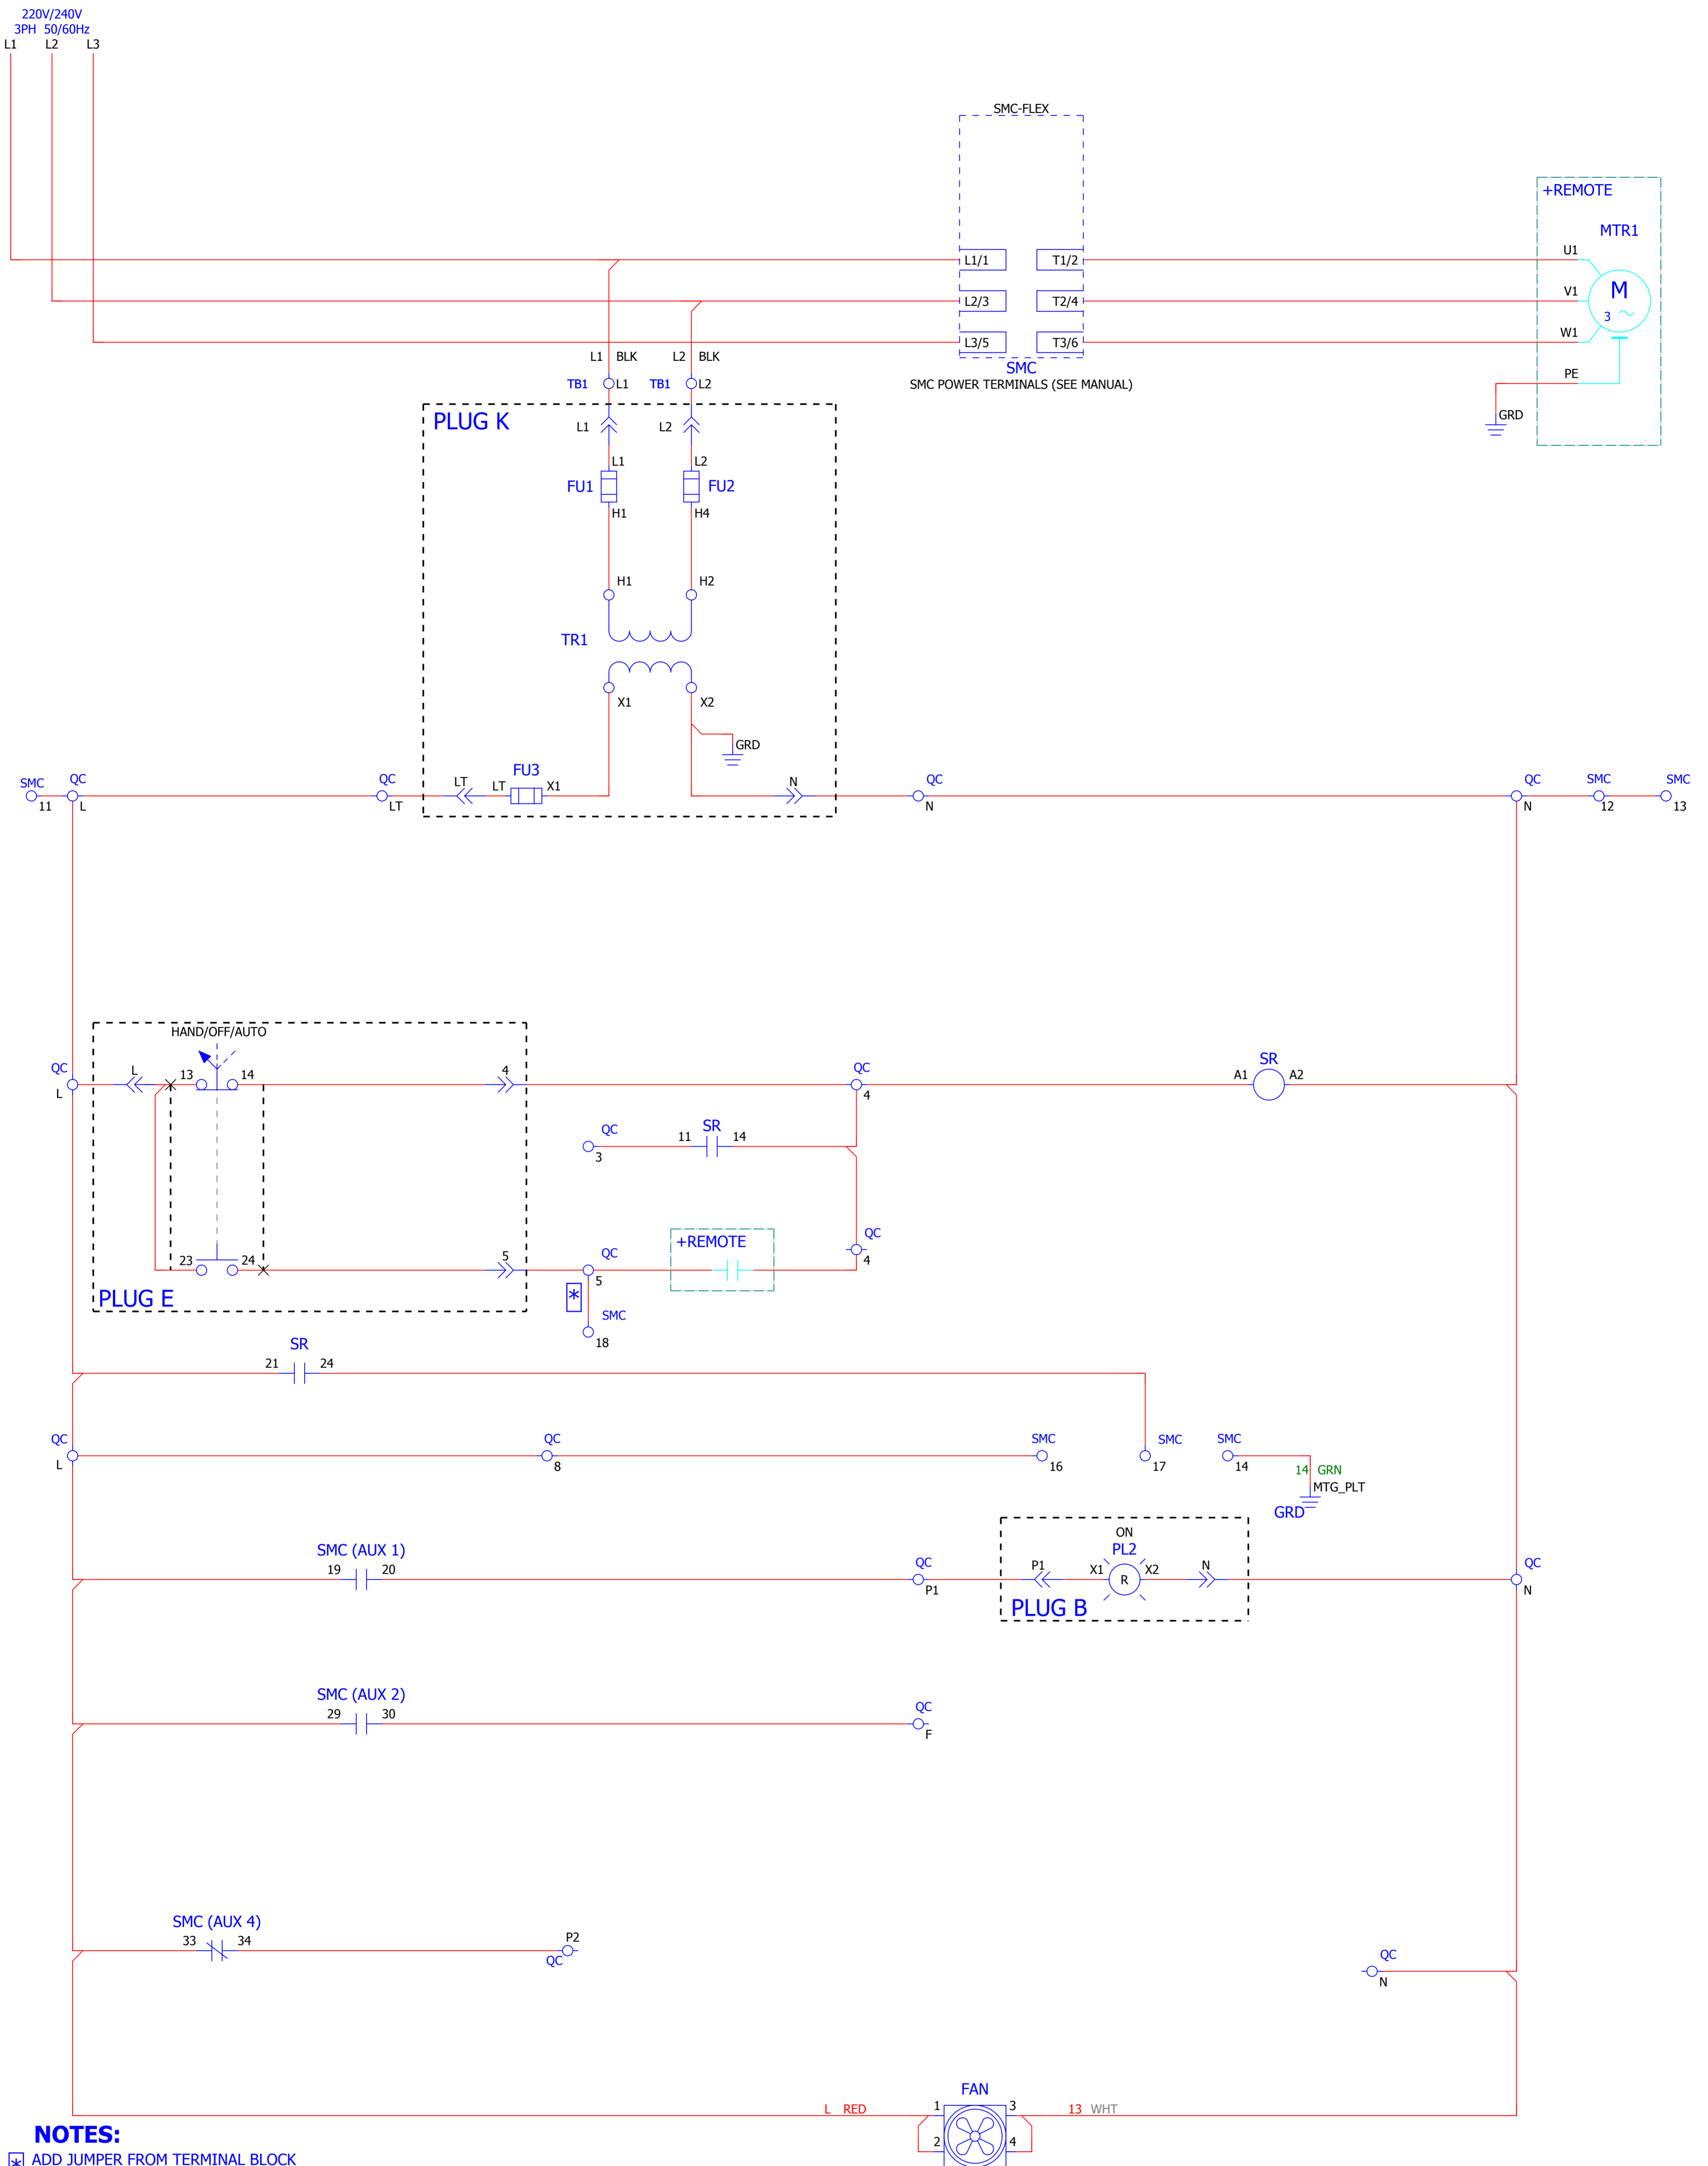 220V/240V
3PH 50/60Hz
L1 L2 L3
SMC-FLEX
+REMOTE
MTR1
L1/1 T1/2 U1
L2/3 T2/4 V1 M
3
L3/5 T3/6 W1
L1 BLK L2 BLK
SMC
SMC POWER TERMINALS (SEE MANUAL)
PE
TB1 L1 TB1 L2
GRD
PLUG K
L1 L2
L1 L2
FU1 FU2
H1 H4
H1 H2
TR1
X1 X2
GRD
SMC QC QC LT LT FU3 X1 N QC QC SMC SMC
11 L LT N N 12 13
HAND/OFF/AUTO
QC L 13 14 4 QC SR
L 4 A1 A2
QC 11 SR 14
3
+REMOTE QC
23 24 5 QC 4
5
PLUG E
*
SMC
18
SR
21 24
QC QC SMC SMC SMC
L 8 16 17 14
14 GRN
MTG_PLT
GRD
ON
SMC (AUX 1) PL2
19 20 QC P1 X1 R X2 N QC
P1 N
PLUG B
SMC (AUX 2)
29 30 QC
F
SMC (AUX 4)
33 34 P2
QC QC
N
FAN
L RED 1 3 13 WHT
2 4
NOTES:
* ADD JUMPER FROM TERMINAL BLOCK